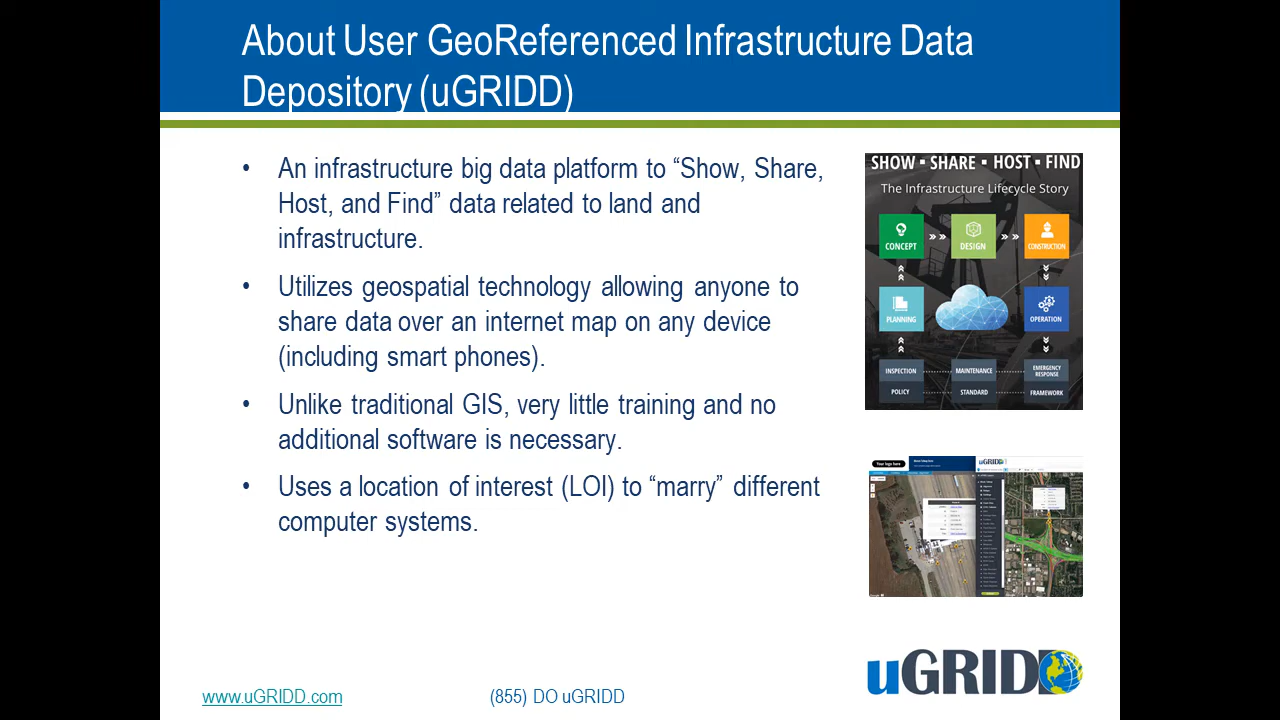 About User GeoReferenced Infrastructure Data
Depository (uGRIDD)
• An infrastructure big data platform to “Show, Share,
Host, and Find” data related to land and
infrastructure.
• Utilizes geospatial technology allowing anyone to
share data over an internet map on any device
(including smart phones).
• Unlike traditional GIS, very little training and no
additional software is necessary.
• Uses a location of interest (LOI) to “marry” different
computer systems.
SHOW ▪ SHARE ▪ HOST ▪ FIND
The Infrastructure Lifecycle Story
CONCEPT
DESIGN
CONSTRUCTION
PLANNING
OPERATION
INSPECTION
MAINTENANCE
EMERGENCY
RESPONSE
POLICY
STANDARD
FRAMEWORK
Your logo here
uGRIDD
uGRIDD
www.uGRIDD.com
(855) DO uGRIDD